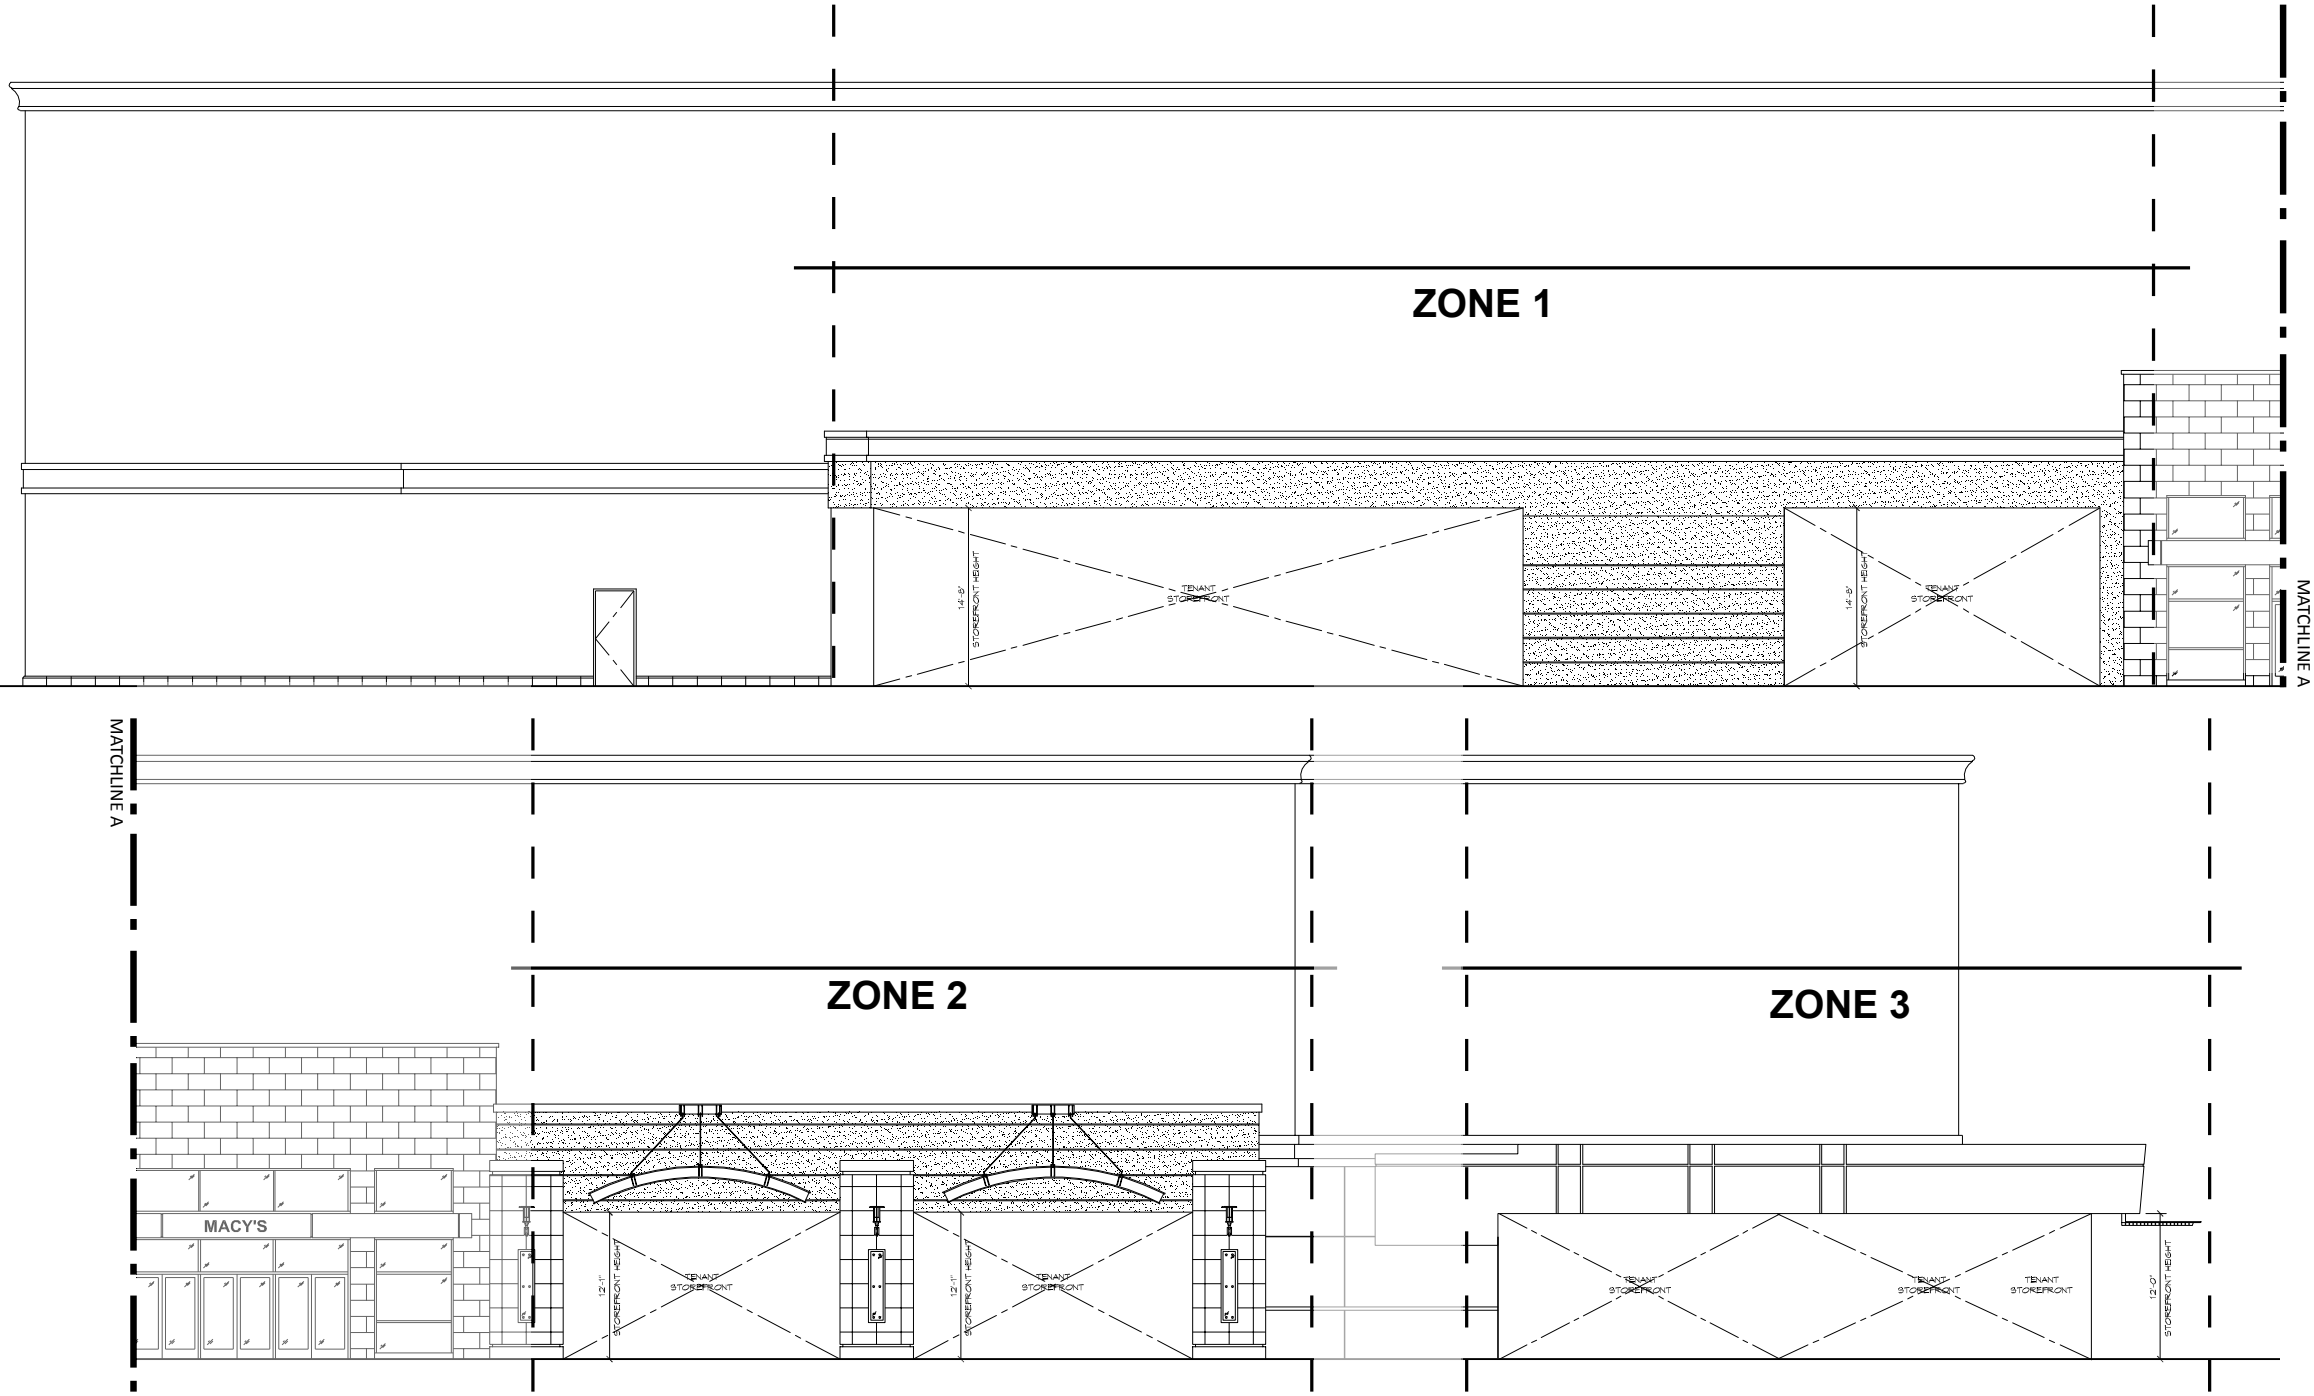 ZONE 1
14'-8"
STOREFRONT HEIGHT
TENANT
STOREFRONT
14'-8"
STOREFRONT HEIGHT
TENANT
STOREFRONT
MATCHLINE A
MATCHLINE A
ZONE 2
ZONE 3
MACY'S
12'-1"
STOREFRONT HEIGHT
TENANT
STOREFRONT
12'-1"
STOREFRONT HEIGHT
TENANT
STOREFRONT
TENANT
STOREFRONT
TENANT
STOREFRONT
TENANT
STOREFRONT
12'-0"
STOREFRONT HEIGHT